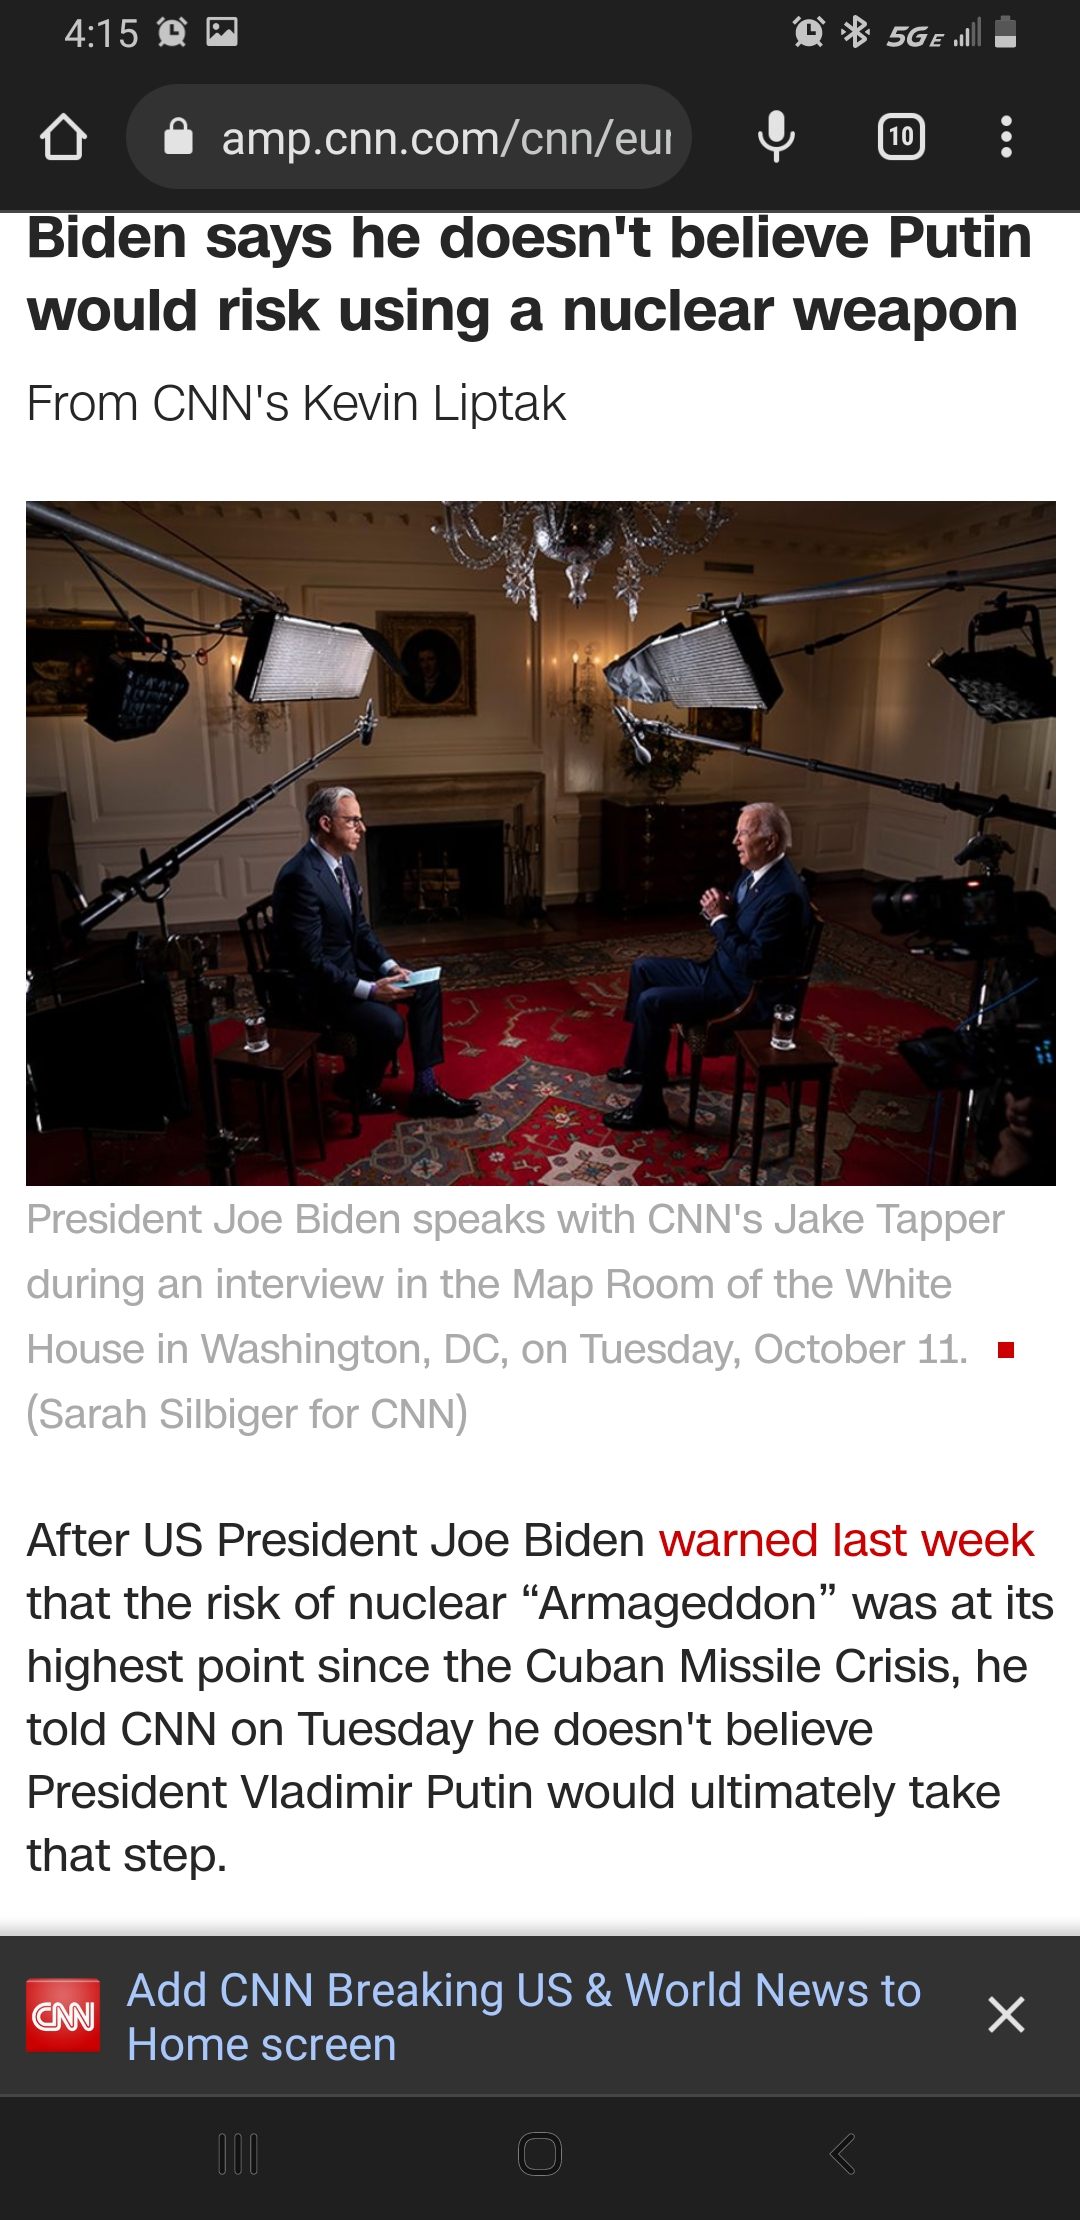 4:15
5GE
amp.cnn.com/cnn/eur
10
Biden says he doesn't believe Putin
would risk using a nuclear weapon
From CNN's Kevin Liptak
President Joe Biden speaks with CNN's Jake Tapper
during an interview in the Map Room of the White
House in Washington, DC, on Tuesday, October 11.
(Sarah Silbiger for CNN)
After US President Joe Biden warned last week
that the risk of nuclear “Armageddon” was at its
highest point since the Cuban Missile Crisis, he
told CNN on Tuesday he doesn't believe
President Vladimir Putin would ultimately take
that step.
CNN
Add CNN Breaking US & World News to
Home screen